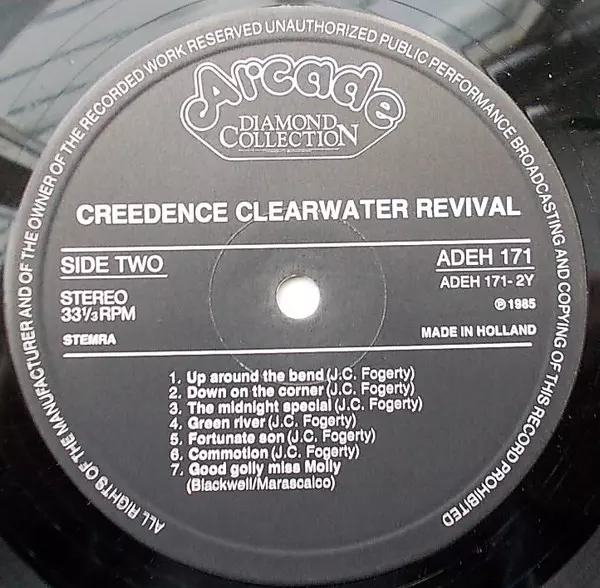 ALL RIGHTS OF THE MANUFACTURER AND OF THE OWNER OF THE RECORDED WORK RESERVED UNAUTHORIZED PUBLIC PERFORMANCE BROADCASTING AND COPYING OF THIS RECORD PROHIBITED
Arcade
DIAMOND
COLLECTION
CREEDENCE CLEARWATER REVIVAL
SIDE TWO
ADEH 171
STEREO
33⅓ RPM
ADEH 171-2Y
℗ 1985
STEMRA
MADE IN HOLLAND
1. Up around the bend (J.C. Fogerty)
2. Down on the corner (J.C. Fogerty)
3. The midnight special (J.C. Fogerty)
4. Green river (J.C. Fogerty)
5. Fortunate son (J.C. Fogerty)
6. Commotion (J.C. Fogerty)
7. Good golly miss Molly
(Blackwell/Marascalco)